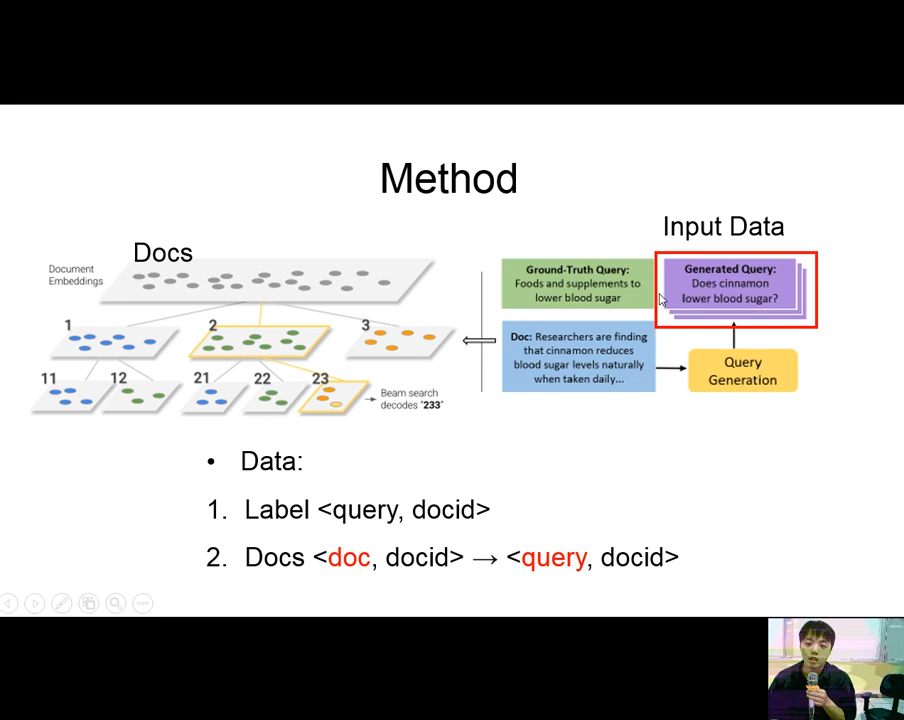 Method
Input Data
Docs
Document
Embeddings
1
2
3
11
12
21
22
23
Beam search
decodes "233"
Ground-Truth Query:
Foods and supplements to
lower blood sugar
Generated Query:
Does cinnamon
lower blood sugar?
Doc: Researchers are finding
that cinnamon reduces
blood sugar levels naturally
when taken daily...
Query
Generation
• Data:
1. Label <query, docid>
2. Docs <doc, docid> → <query, docid>